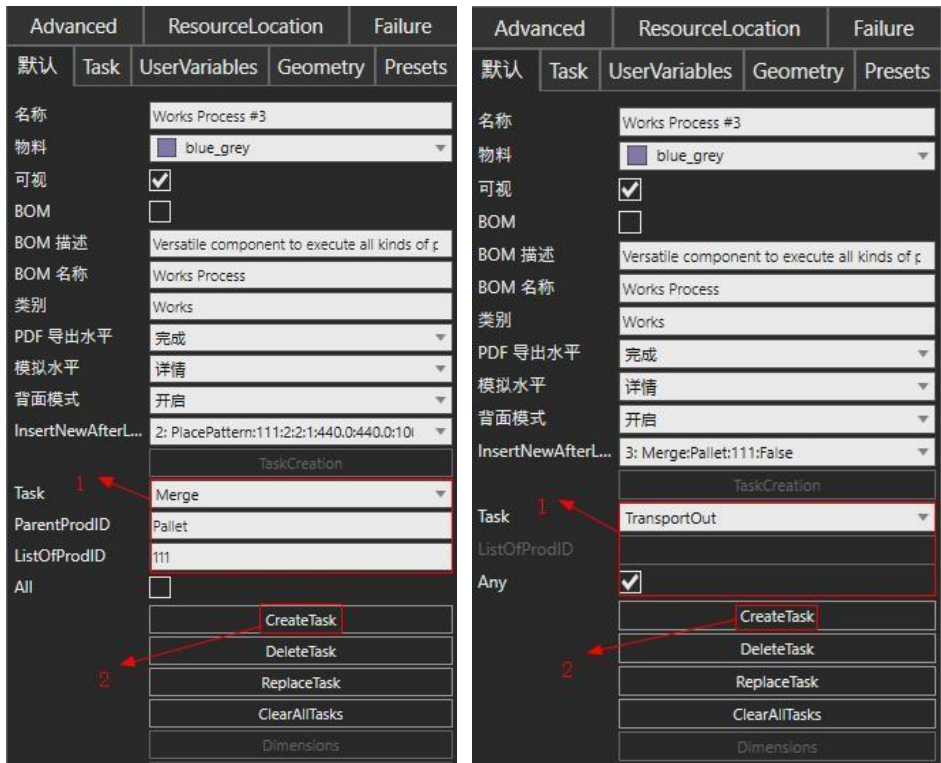 Advanced ResourceLocation Failure
默认 Task UserVariables Geometry Presets
名称 Works Process #3
物料 blue_grey
可视
BOM
BOM 描述 Versatile component to execute all kinds of p
BOM 名称 Works Process
类别 Works
PDF 导出水平 完成
模拟水平 详情
背面模式 开启
InsertNewAfterL... 2: PlacePattern:111:2:2:1:440.0:440.0:10(
TaskCreation
1
Task Merge
ParentProdID Pallet
ListOfProdID 111
All
CreateTask
2
DeleteTask
ReplaceTask
ClearAllTasks
Dimensions
Advanced ResourceLocation Failure
默认 Task UserVariables Geometry Presets
名称 Works Process #3
物料 blue_grey
可视
BOM
BOM 描述 Versatile component to execute all kinds of p
BOM 名称 Works Process
类别 Works
PDF 导出水平 完成
模拟水平 详情
背面模式 开启
InsertNewAfterL... 3: Merge:Pallet:111:False
TaskCreation
1
Task TransportOut
ListOfProdID
Any
CreateTask
2
DeleteTask
ReplaceTask
ClearAllTasks
Dimensions